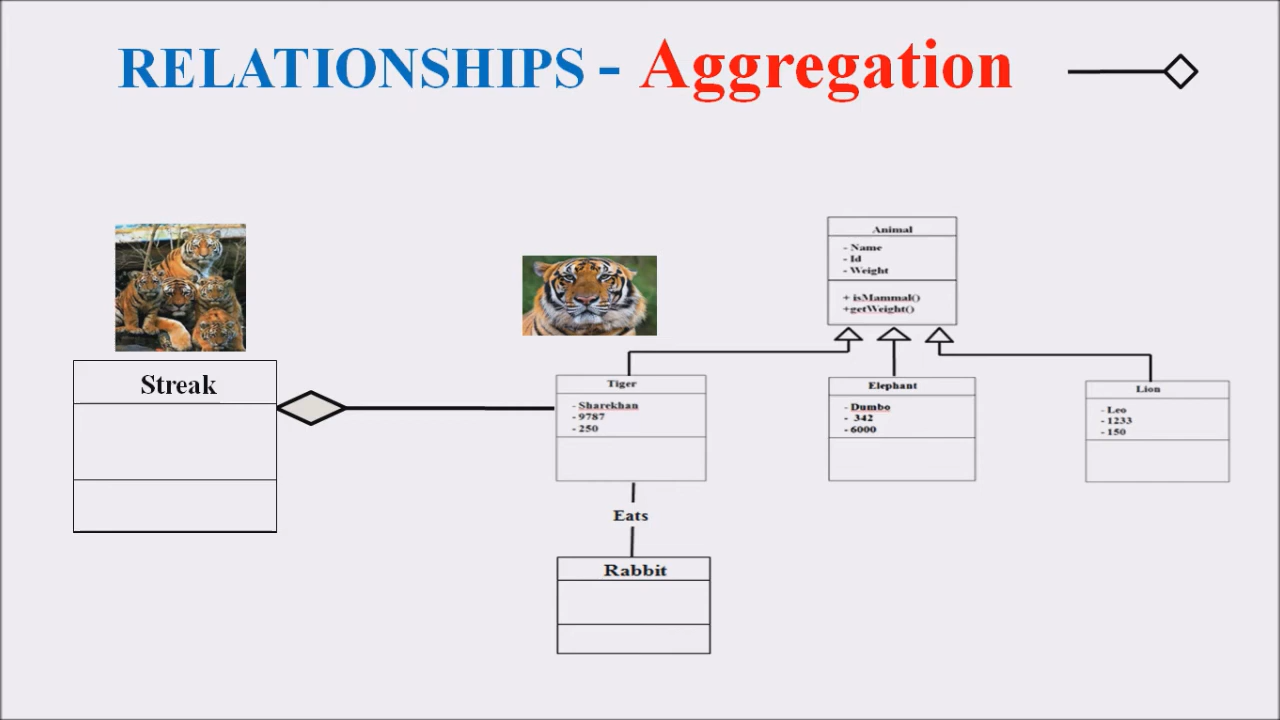 RELATIONSHIPS - Aggregation
Animal
- Name
- Id
- Weight
+ isMammal()
+getWeight()
Streak
Tiger
- Sharekhan
- 9787
- 250
Elephant
- Dumbo
- 342
- 6000
Lion
- Leo
- 1233
- 150
Eats
Rabbit